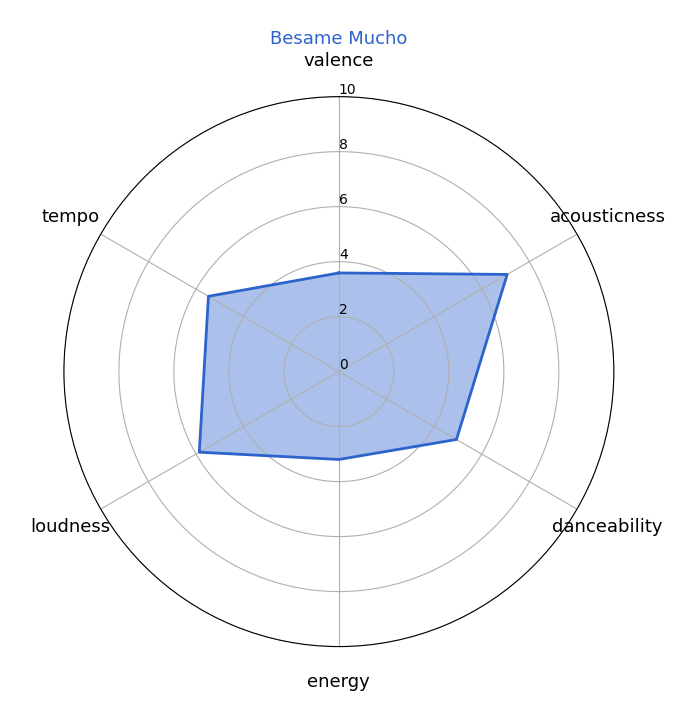 Besame Mucho
valence
10
8
6
4
2
0
tempo
acousticness
loudness
danceability
energy